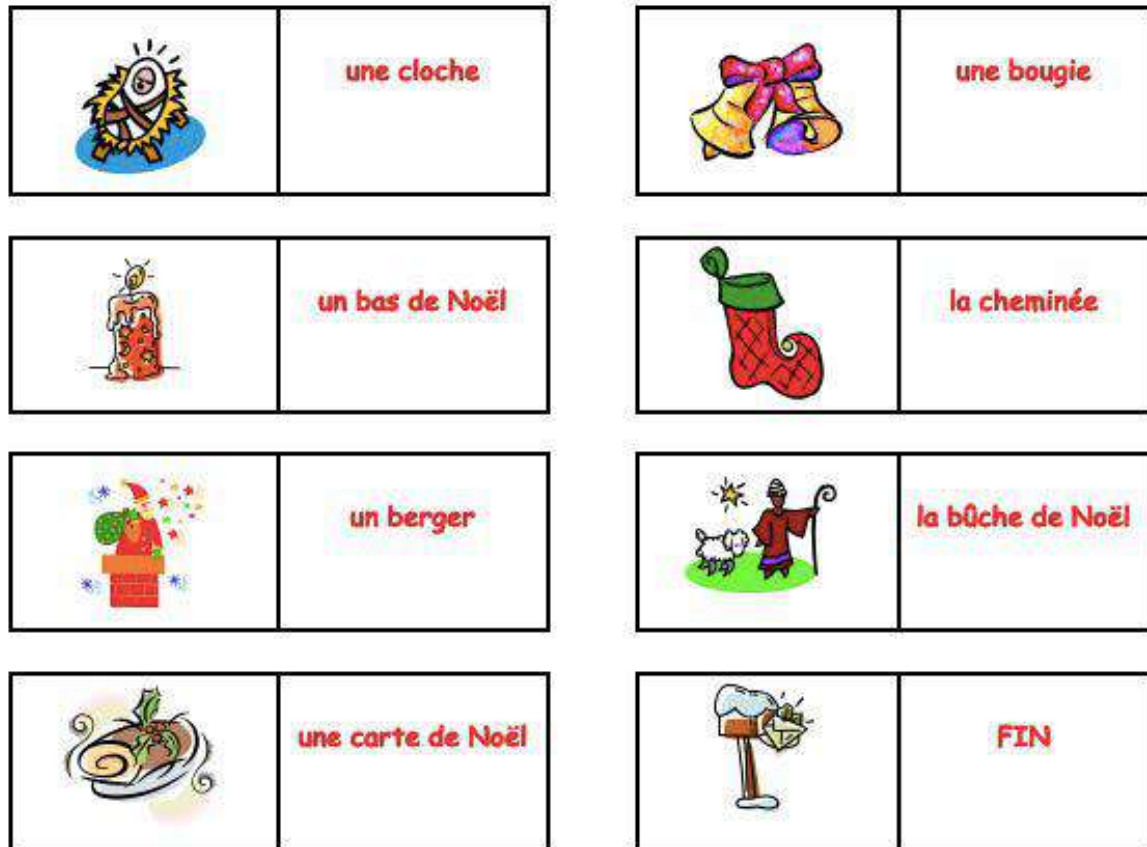 une cloche
une bougie
un bas de Noël
la cheminée
un berger
la bûche de Noël
une carte de Noël
FIN